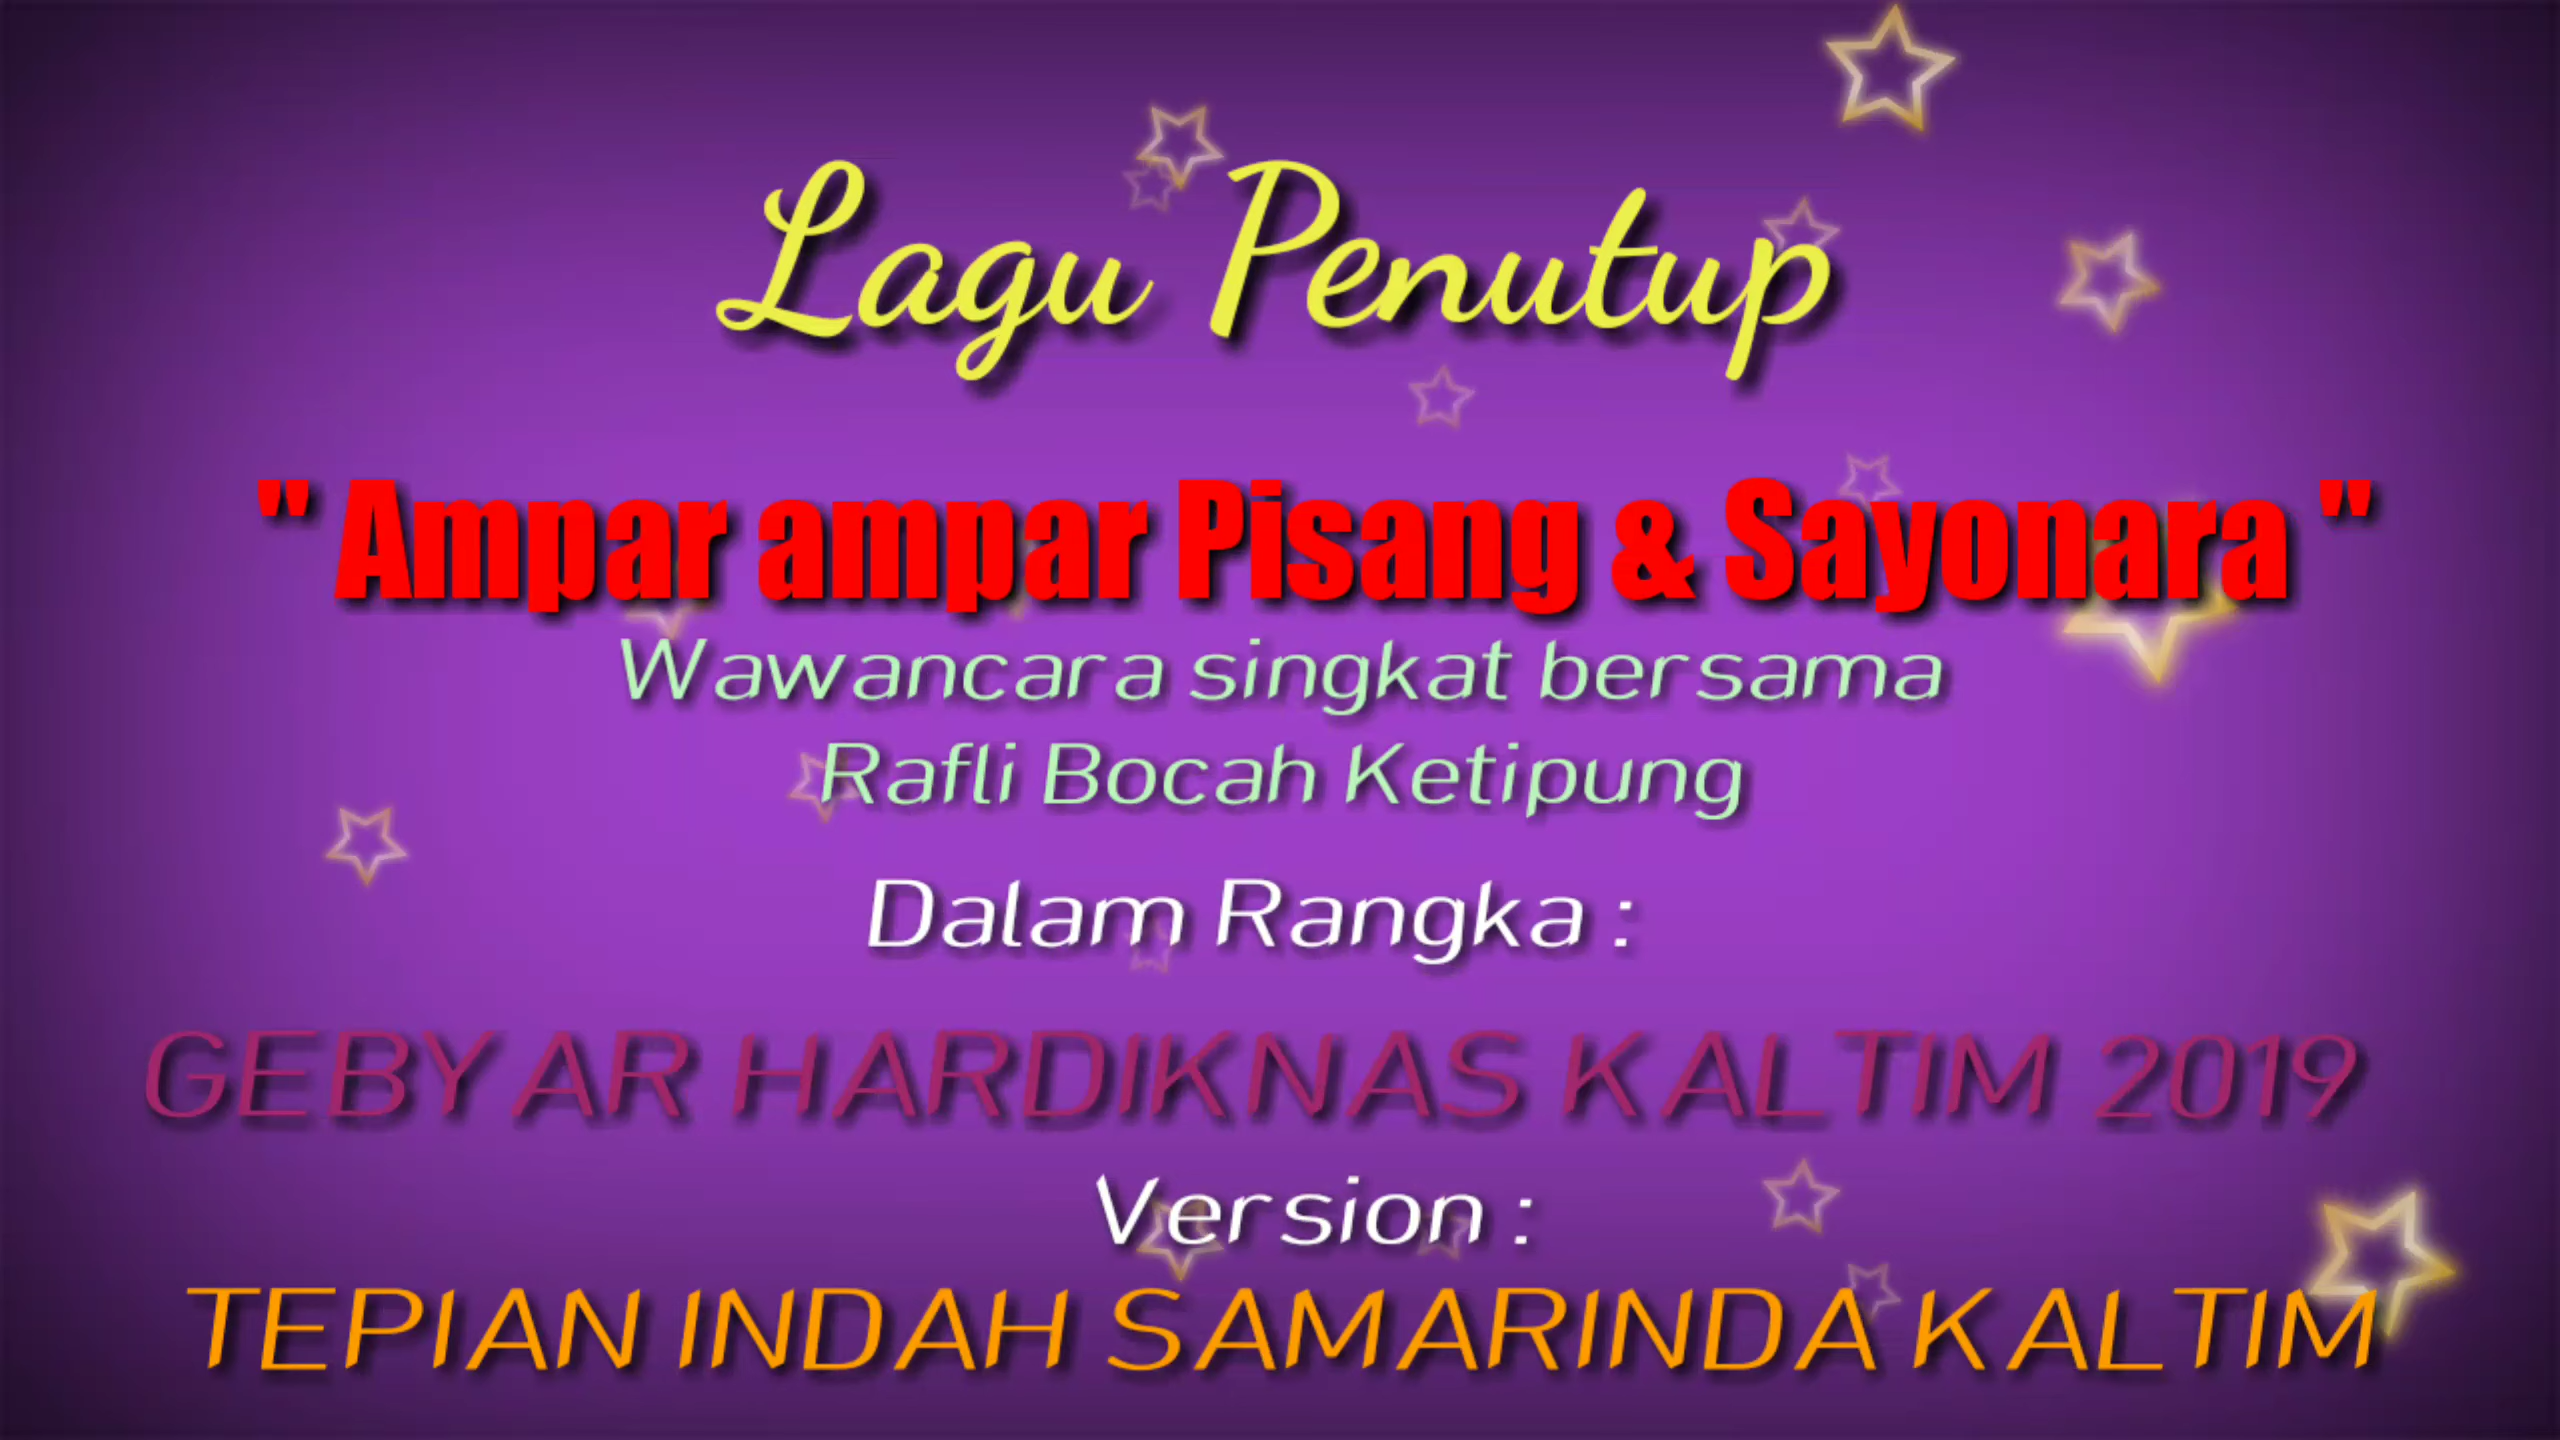 Lagu Penutup
" Ampar ampar Pisang & Sayonara "
Wawancara singkat bersama
Rafli Bocah Ketipung
Dalam Rangka :
GEBYAR HARDIKNAS KALTIM 2019
Version :
TEPIAN INDAH SAMARINDA KALTIM